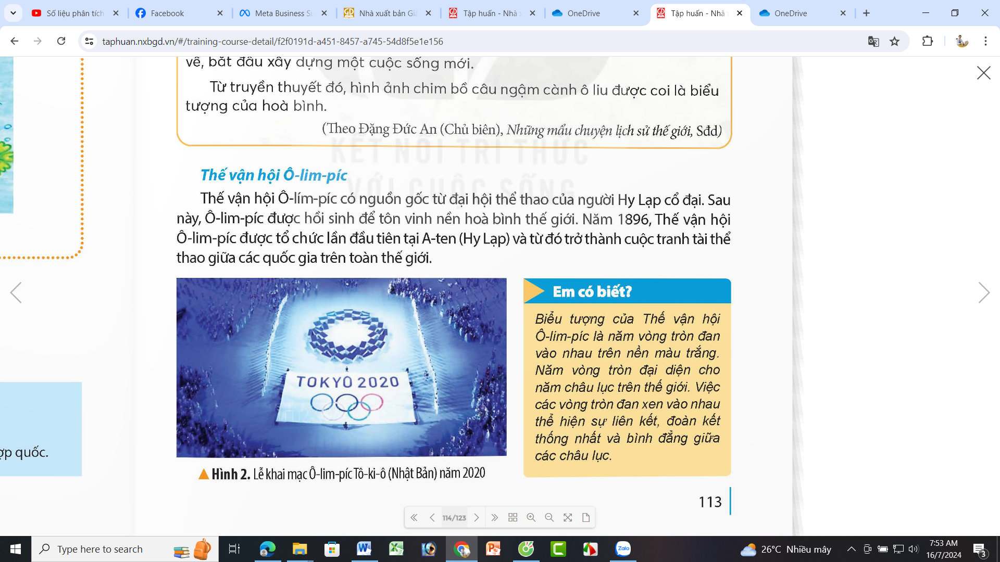 Số liệu phân tích
Facebook
Meta Business Su
Nhà xuất bản Giá
Tập huấn - Nhà x
OneDrive
Tập huấn - Nhà x
OneDrive
taphuan.nxbgd.vn/#/training-course-detail/f2f0191d-a451-8457-a745-54d8f5e1e156
về, bắt đầu xây dựng một cuộc sống mới.
Từ truyền thuyết đó, hình ảnh chim bồ câu ngậm cành ô liu được coi là biểu
tượng của hoà bình.
(Theo Đặng Đức An (Chủ biên), Những mẩu chuyện lịch sử thế giới, Sđd)
KẾT NỐI TRI THỨC
VỚI CUỘC SỐNG
Thế vận hội Ô-lim-píc
Thế vận hội Ô-lím-píc có nguồn gốc từ đại hội thể thao của người Hy Lạp cổ đại. Sau
này, Ô-lim-píc được hồi sinh để tôn vinh nền hoà bình thế giới. Năm 1896, Thế vận hội
Ô-lim-píc được tổ chức lần đầu tiên tại A-ten (Hy Lạp) và từ đó trở thành cuộc tranh tài thể
thao giữa các quốc gia trên toàn thế giới.
TOKYO 2020
Hình 2. Lễ khai mạc Ô-lim-píc Tô-ki-ô (Nhật Bản) năm 2020
Em có biết?
Biểu tượng của Thế vận hội
Ô-lim-píc là năm vòng tròn đan
vào nhau trên nền màu trắng.
Năm vòng tròn đại diện cho
năm châu lục trên thế giới. Việc
các vòng tròn đan xen vào nhau
thể hiện sự liên kết, đoàn kết
thống nhất và bình đẳng giữa
các châu lục.
ợp quốc.
113
114/123
Type here to search
Zalo
26°C Nhiều mây
7:53 AM
16/7/2024
3